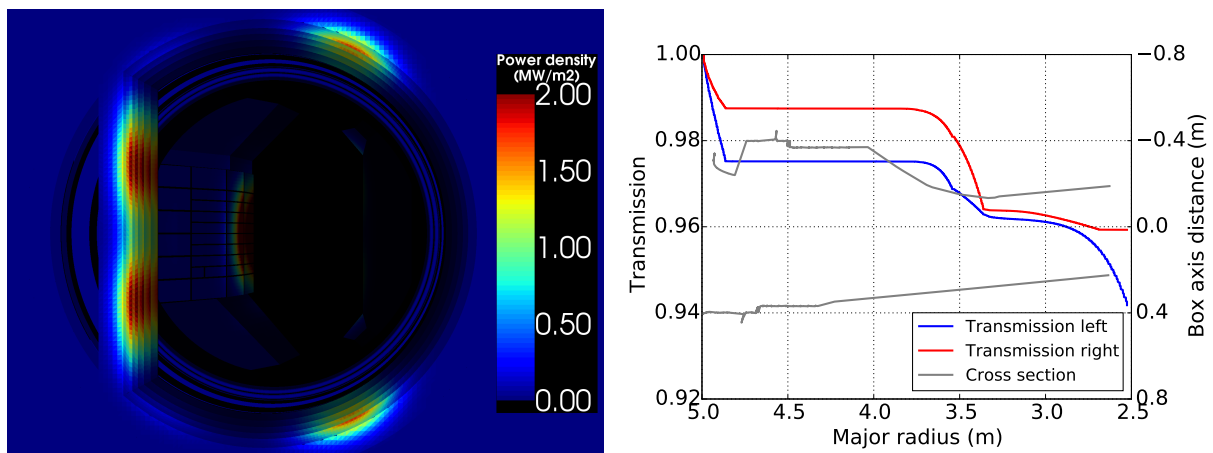 Power density
(MW/m2)
2.00
1.50
1.00
0.50
0.00
1.00
0.98
0.96
0.94
0.92
Transmission
5.0
4.5
4.0
3.5
3.0
2.5
Major radius (m)
−0.8
−0.4
0.0
0.4
0.8
Box axis distance (m)
Transmission left
Transmission right
Cross section